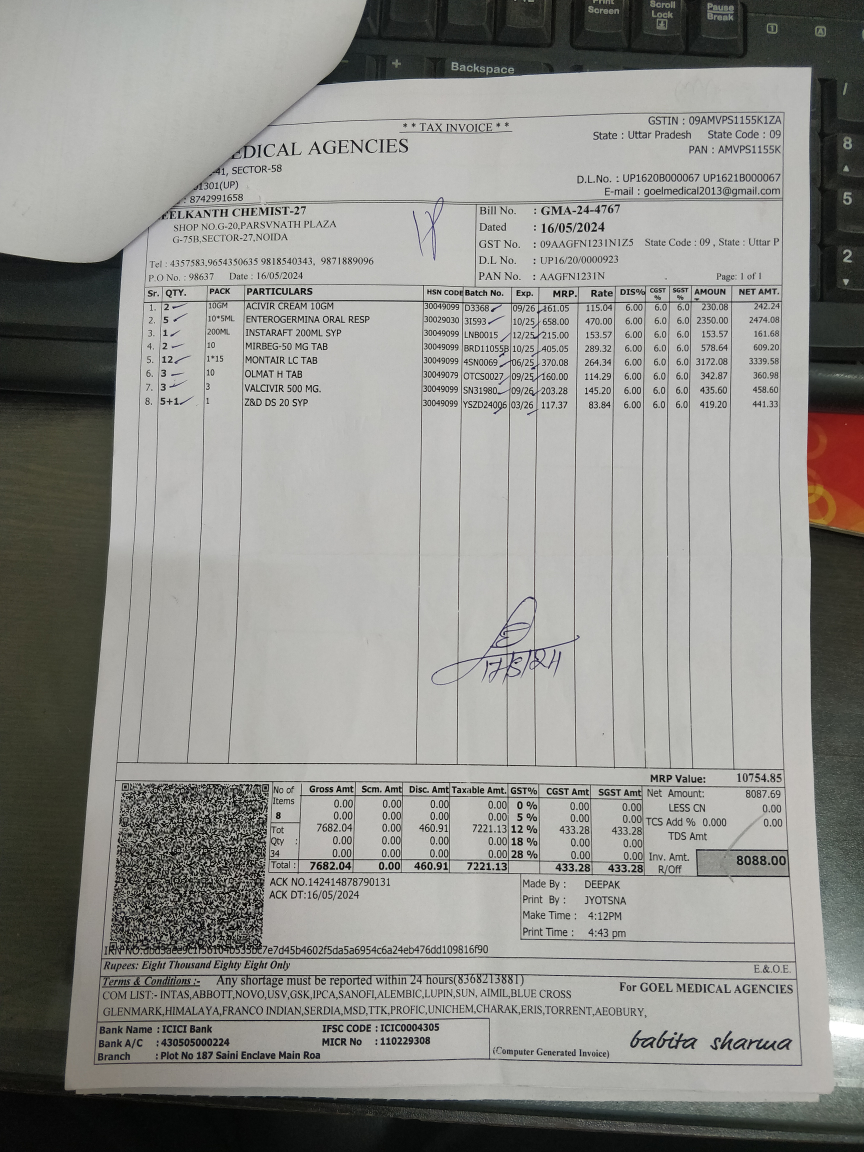 Print
Screen
Scroll
Lock
Pause
Break
Backspace
* * TAX INVOICE * *
GSTIN : 09AMVPS1155K1ZA
State : Uttar Pradesh State Code : 09
PAN : AMVPS1155K
EDICAL AGENCIES
-41, SECTOR-58
1301(UP)
: 8742991658
D.L.No. : UP1620B000067 UP1621B000067
E-mail : goelmedical2013@gmail.com
EELKANTH CHEMIST-27
SHOP NO.G-20,PARSVNATH PLAZA
G-75B,SECTOR-27,NOIDA
Tel : 4357583,9654350635 9818540343, 9871889096
P.O No. : 98637 Date : 16/05/2024
Bill No. : GMA-24-4767
Dated : 16/05/2024
GST No. : 09AAGFN1231N1Z5 State Code : 09 , State : Uttar P
D.L No. : UP16/20/0000923
PAN No. : AAGFN1231N Page: 1 of 1
Sr. QTY. PACK PARTICULARS HSN CODE Batch No. Exp. MRP. Rate DIS% CGST % SGST % AMOUN NET AMT.
1. 2 10GM ACIVIR CREAM 10GM 30049099 D3368 09/26 161.05 115.04 6.00 6.0 6.0 230.08 242.24
2. 5 10*5ML ENTEROGERMINA ORAL RESP 30029030 3I593 10/25 658.00 470.00 6.00 6.0 6.0 2350.00 2474.08
3. 1 200ML INSTARAFT 200ML SYP 30049099 LNB0015 12/25 215.00 153.57 6.00 6.0 6.0 153.57 161.68
4. 2 10 MIRBEG-50 MG TAB 30049099 BRD11055B 10/25 405.05 289.32 6.00 6.0 6.0 578.64 609.20
5. 12 1*15 MONTAIR LC TAB 30049099 4SN0069 06/25 370.08 264.34 6.00 6.0 6.0 3172.08 3339.58
6. 3 10 OLMAT H TAB 30049079 OTCS0027 09/25 160.00 114.29 6.00 6.0 6.0 342.87 360.98
7. 3 3 VALCIVIR 500 MG. 30049099 SN31980 09/26 203.28 145.20 6.00 6.0 6.0 435.60 458.60
8. 5+1 1 Z&D DS 20 SYP 30049099 YSZD24006 03/26 117.37 83.84 6.00 6.0 6.0 419.20 441.33
17/5/24
MRP Value: 10754.85
No of Items 8 Tot Qty : 34
Gross Amt Scm. Amt Disc. Amt Taxable Amt. GST% CGST Amt SGST Amt
0.00 0.00 0.00 0.00 0 % 0.00 0.00
0.00 0.00 0.00 0.00 5 % 0.00 0.00
7682.04 0.00 460.91 7221.13 12 % 433.28 433.28
0.00 0.00 0.00 0.00 18 % 0.00 0.00
0.00 0.00 0.00 0.00 28 % 0.00 0.00
Total : 7682.04 0.00 460.91 7221.13 433.28 433.28
Net Amount: 8087.69
LESS CN 0.00
TCS Add % 0.000 0.00
TDS Amt
Inv. Amt. 8088.00
R/Off
ACK NO.142414878790131
ACK DT:16/05/2024
Made By : DEEPAK
Print By : JYOTSNA
Make Time : 4:12PM
Print Time : 4:43 pm
Rupees: Eight Thousand Eighty Eight Only
E.&.O.E.
Terms & Conditions :- Any shortage must be reported within 24 hours(8368213881)
COM LIST:- INTAS,ABBOTT,NOVO,USV,GSK,IPCA,SANOFI,ALEMBIC,LUPIN,SUN, AIMIL,BLUE CROSS
GLENMARK,HIMALAYA,FRANCO INDIAN,SERDIA,MSD,TTK,PROFIC,UNICHEM,CHARAK,ERIS,TORRENT,AEOBURY,
For GOEL MEDICAL AGENCIES
Bank Name : ICICI Bank IFSC CODE : ICIC0004305
Bank A/C : 430505000224 MICR No : 110229308
Branch : Plot No 187 Saini Enclave Main Roa
(Computer Generated Invoice)
babita sharma